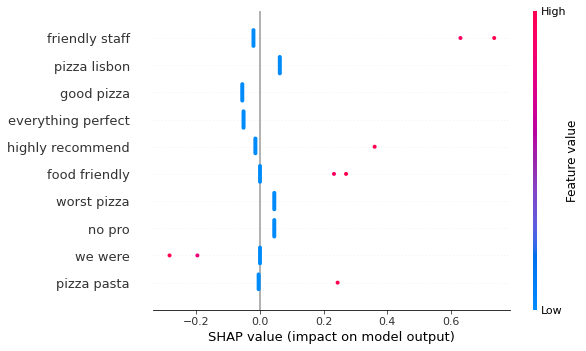 High
friendly staff
pizza lisbon
good pizza
everything perfect
highly recommend
food friendly
worst pizza
no pro
we were
pizza pasta
Feature value
Low
−0.2 0.0 0.2 0.4 0.6
SHAP value (impact on model output)